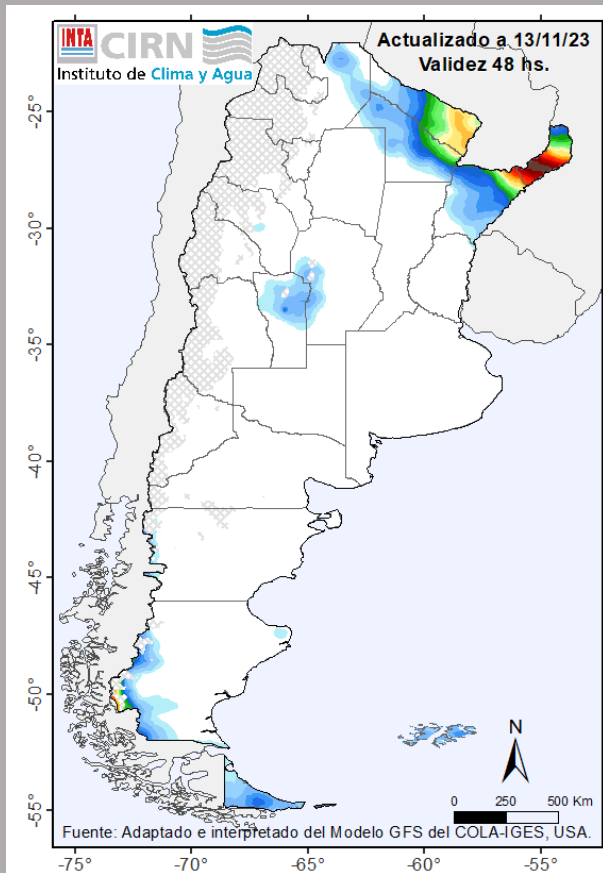 INTA CIRN
Instituto de Clima y Agua
Actualizado a 13/11/23
Validez 48 hs.
-25°
-30°
-35°
-40°
-45°
-50°
-55°
N
0 250 500 Km
Fuente: Adaptado e interpretado del Modelo GFS del COLA-IGES, USA.
-75° -70° -65° -60° -55°